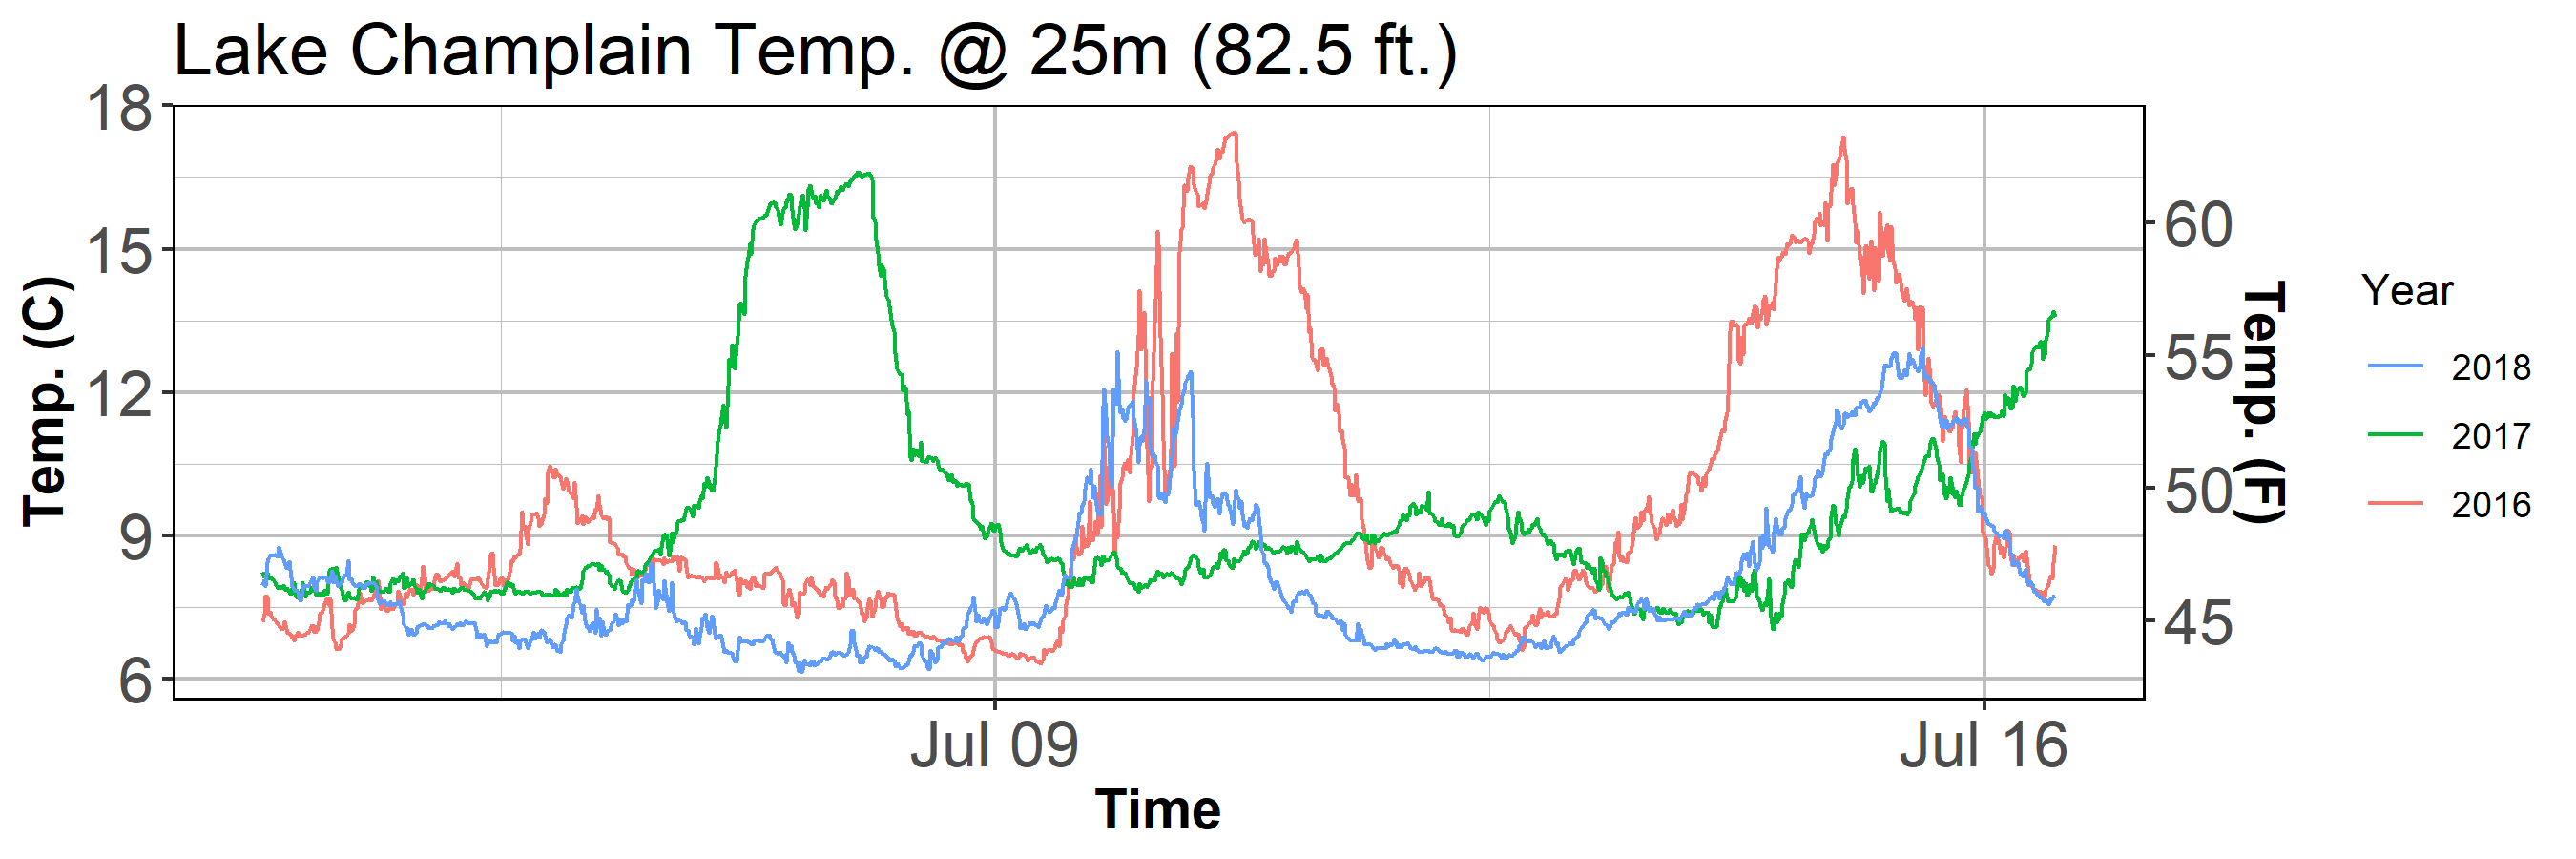 Lake Champlain Temp. @ 25m (82.5 ft.)
Temp. (C)
18
15
12
9
6
60
55
50
45
Temp. (F)
Jul 09
Jul 16
Time
Year
2018
2017
2016